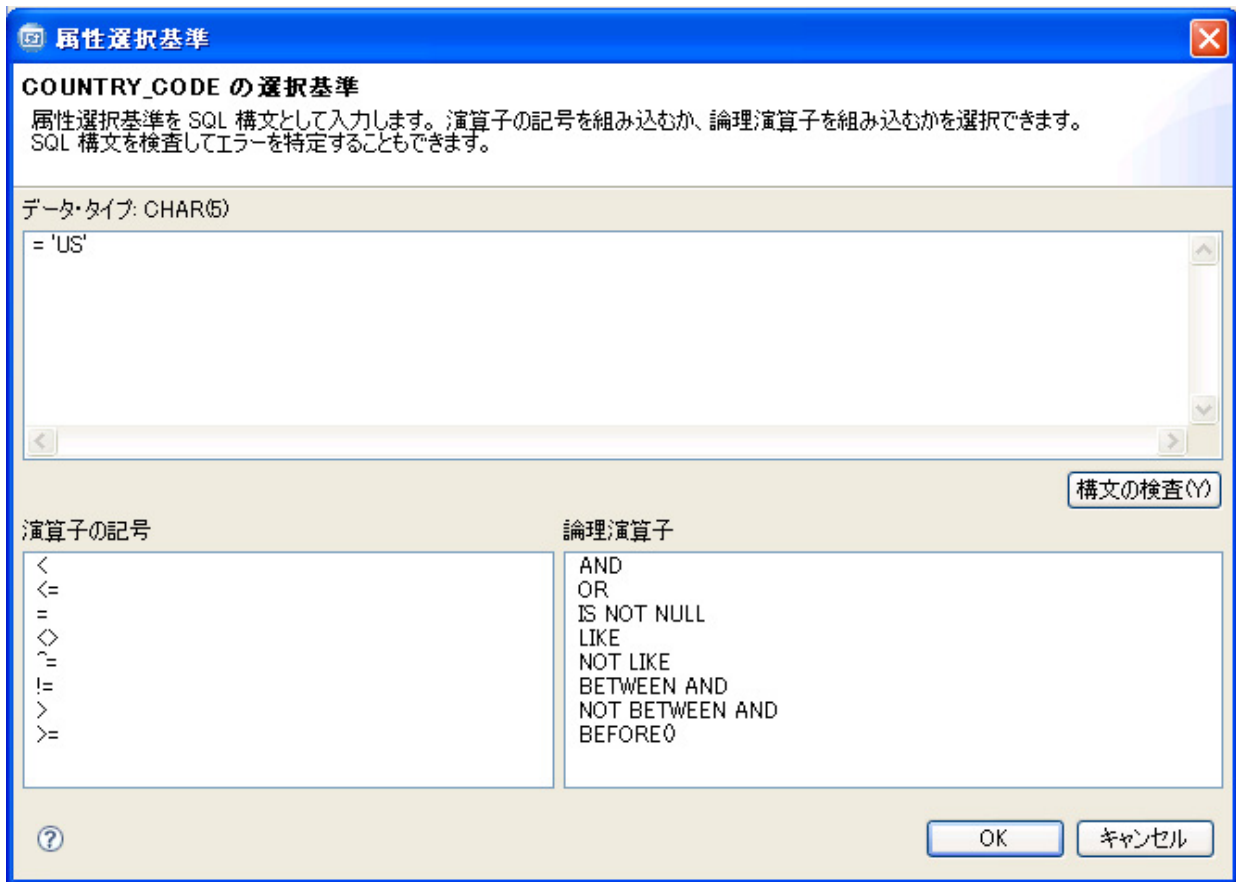 属性選択基準
COUNTRY_CODE の選択基準
属性選択基準を SQL 構文として入力します。演算子の記号を組み込むか、論理演算子を組み込むかを選択できます。
SQL 構文を検査してエラーを特定することもできます。
データ・タイプ: CHAR(5)
= 'US'
構文の検査(Y)
演算子の記号
<
<=
=
<>
^=
!=
>
>=
論理演算子
AND
OR
IS NOT NULL
LIKE
NOT LIKE
BETWEEN AND
NOT BETWEEN AND
BEFORE()
OK
キャンセル